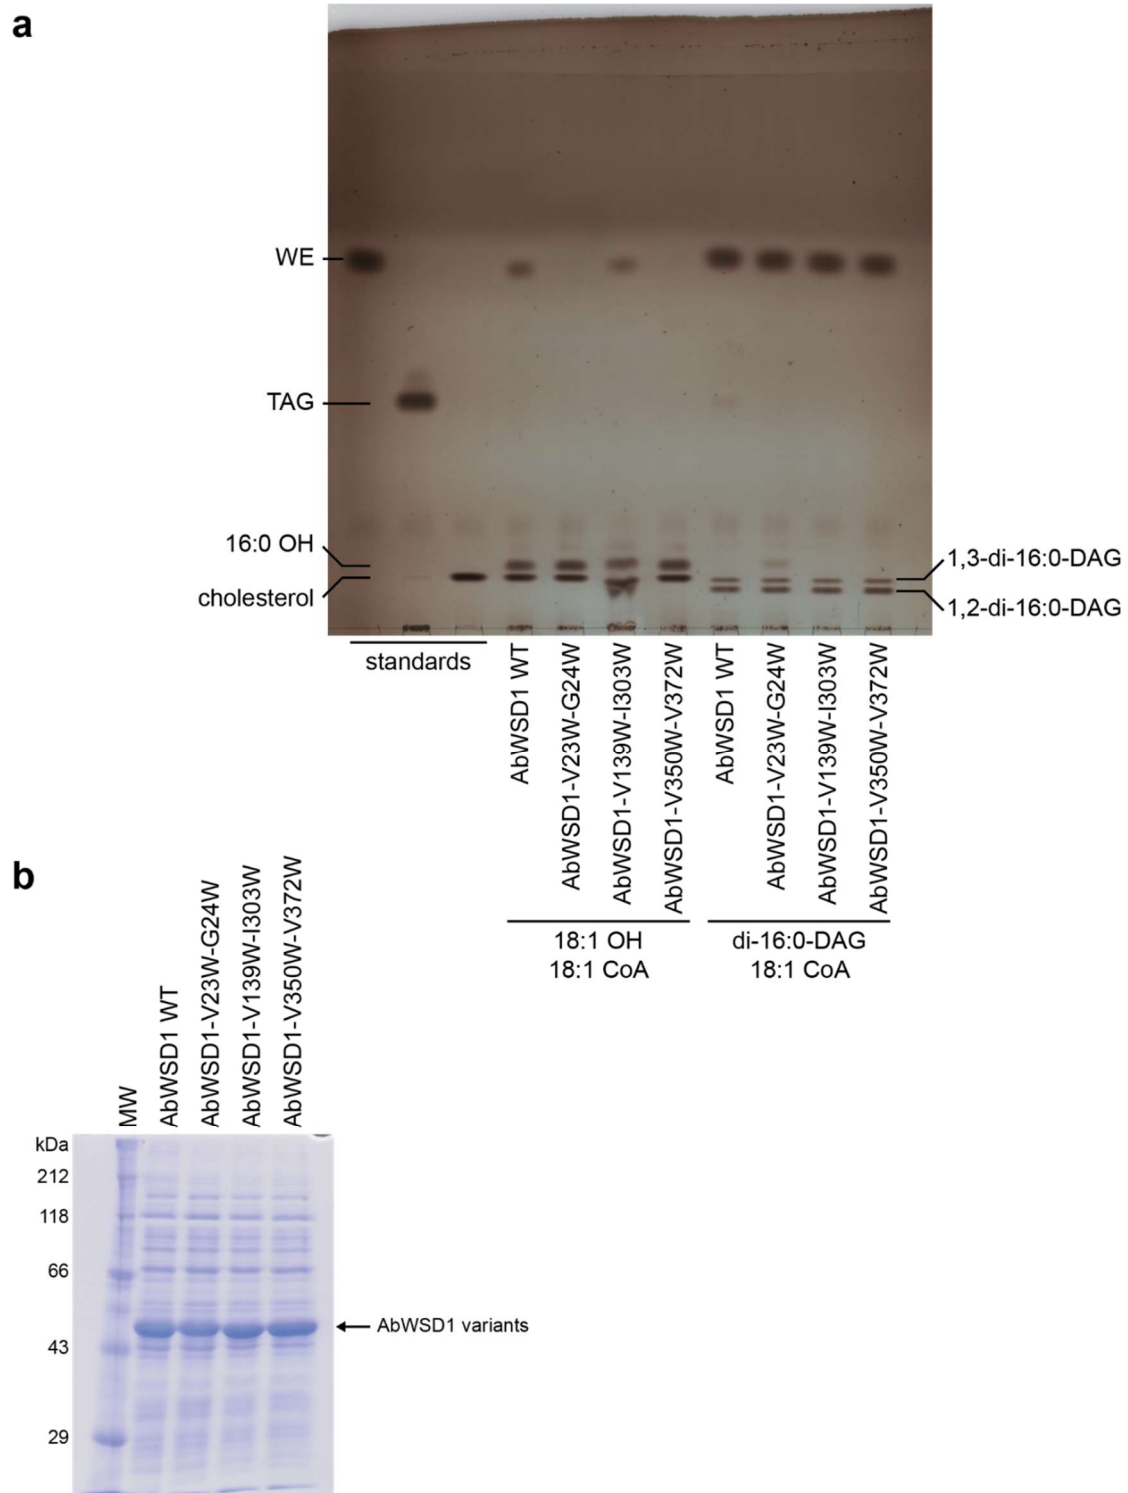 a
WE
TAG
16:0 OH
cholesterol
1,3-di-16:0-DAG
1,2-di-16:0-DAG
standards
AbWSD1 WT
AbWSD1-V23W-G24W
AbWSD1-V139W-I303W
AbWSD1-V350W-V372W
AbWSD1 WT
AbWSD1-V23W-G24W
AbWSD1-V139W-I303W
AbWSD1-V350W-V372W
18:1 OH
18:1 CoA
di-16:0-DAG
18:1 CoA
b
MW
AbWSD1 WT
AbWSD1-V23W-G24W
AbWSD1-V139W-I303W
AbWSD1-V350W-V372W
kDa
212
118
66
43
29
AbWSD1 variants